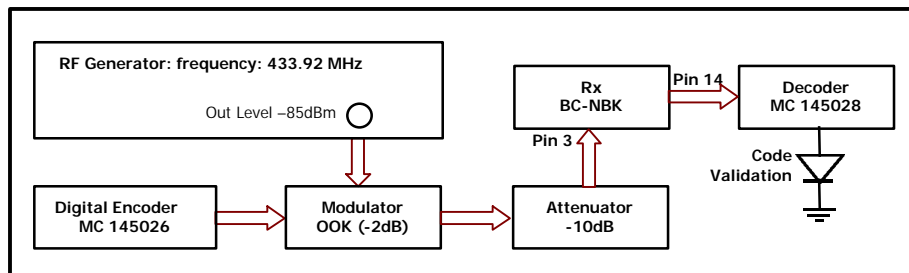 RF Generator: frequency: 433.92 MHz
Out Level –85dBm
Rx
BC-NBK
Pin 14
Decoder
MC 145028
Pin 3
Code
Validation
Digital Encoder
MC 145026
Modulator
OOK (-2dB)
Attenuator
-10dB